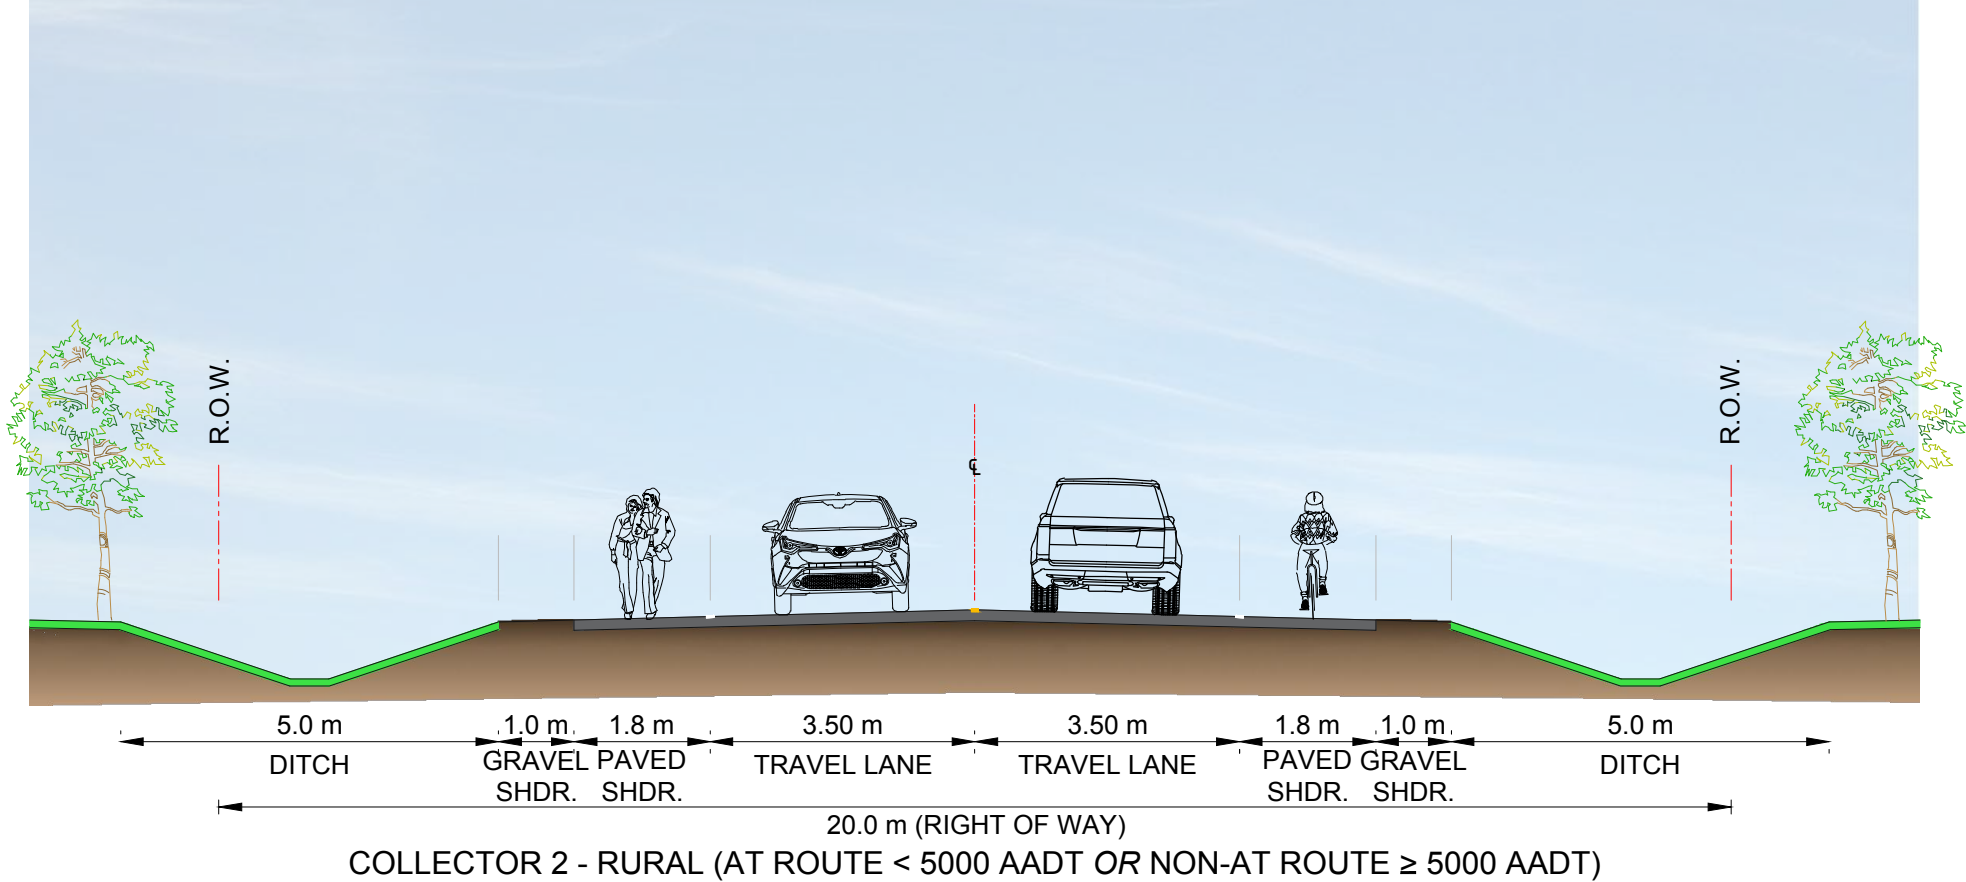 R.O.W.
R.O.W.
℄
5.0 m 1.0 m 1.8 m 3.50 m 3.50 m 1.8 m 1.0 m 5.0 m
DITCH GRAVEL PAVED TRAVEL LANE TRAVEL LANE PAVED GRAVEL DITCH
SHDR. SHDR. SHDR. SHDR.
20.0 m (RIGHT OF WAY)
COLLECTOR 2 - RURAL (AT ROUTE < 5000 AADT OR NON-AT ROUTE ≥ 5000 AADT)